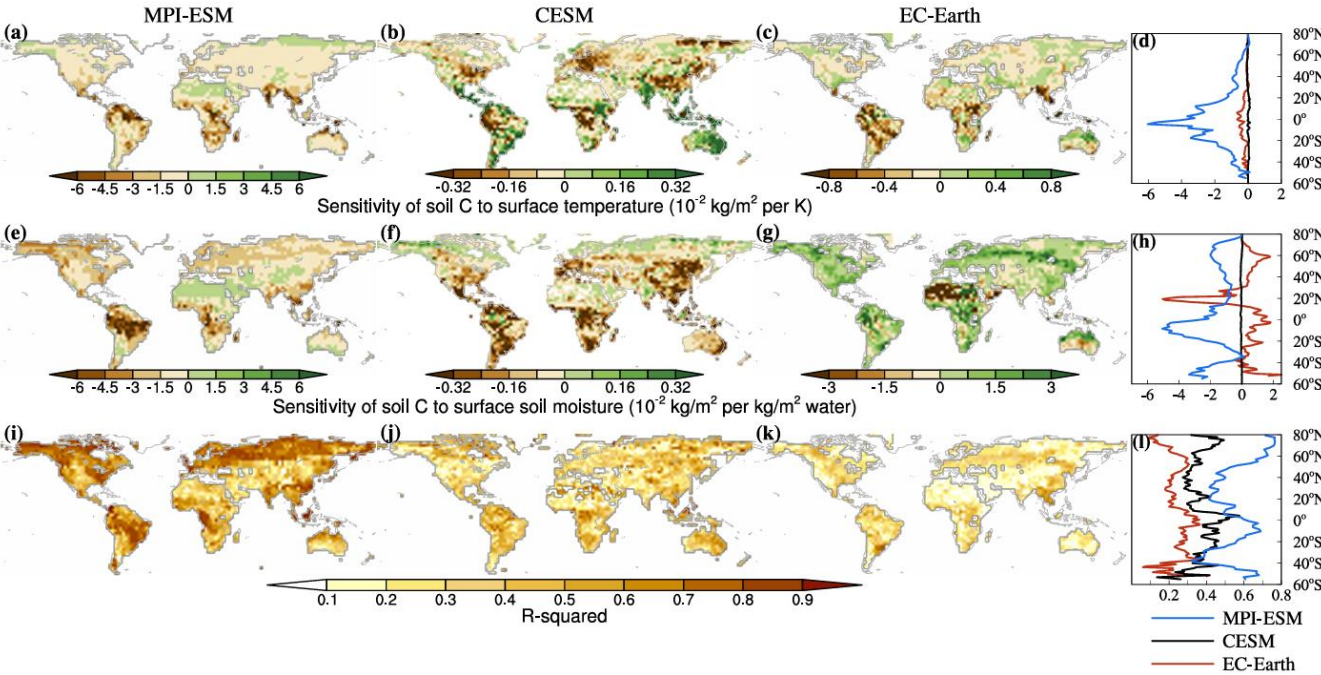 MPI-ESM CESM EC-Earth
(a) (b) (c) (d) 80°N
60°N
40°N
20°N
0°
20°S
40°S
60°S
-6 -4.5 -3 -1.5 0 1.5 3 4.5 6
-0.32 -0.16 0 0.16 0.32
-0.8 -0.4 0 0.4 0.8
-6 -4 -2 0 2
Sensitivity of soil C to surface temperature (10⁻² kg/m² per K)
(e) (f) (g) (h) 80°N
60°N
40°N
20°N
0°
20°S
40°S
60°S
-6 -4.5 -3 -1.5 0 1.5 3 4.5 6
-0.32 -0.16 0 0.16 0.32
-3 -1.5 0 1.5 3
-6 -4 -2 0 2
Sensitivity of soil C to surface soil moisture (10⁻² kg/m² per kg/m² water)
(i) (j) (k) (l) 80°N
60°N
40°N
20°N
0°
20°S
40°S
60°S
0.2 0.4 0.6 0.8
0.1 0.2 0.3 0.4 0.5 0.6 0.7 0.8 0.9
R-squared
MPI-ESM
CESM
EC-Earth